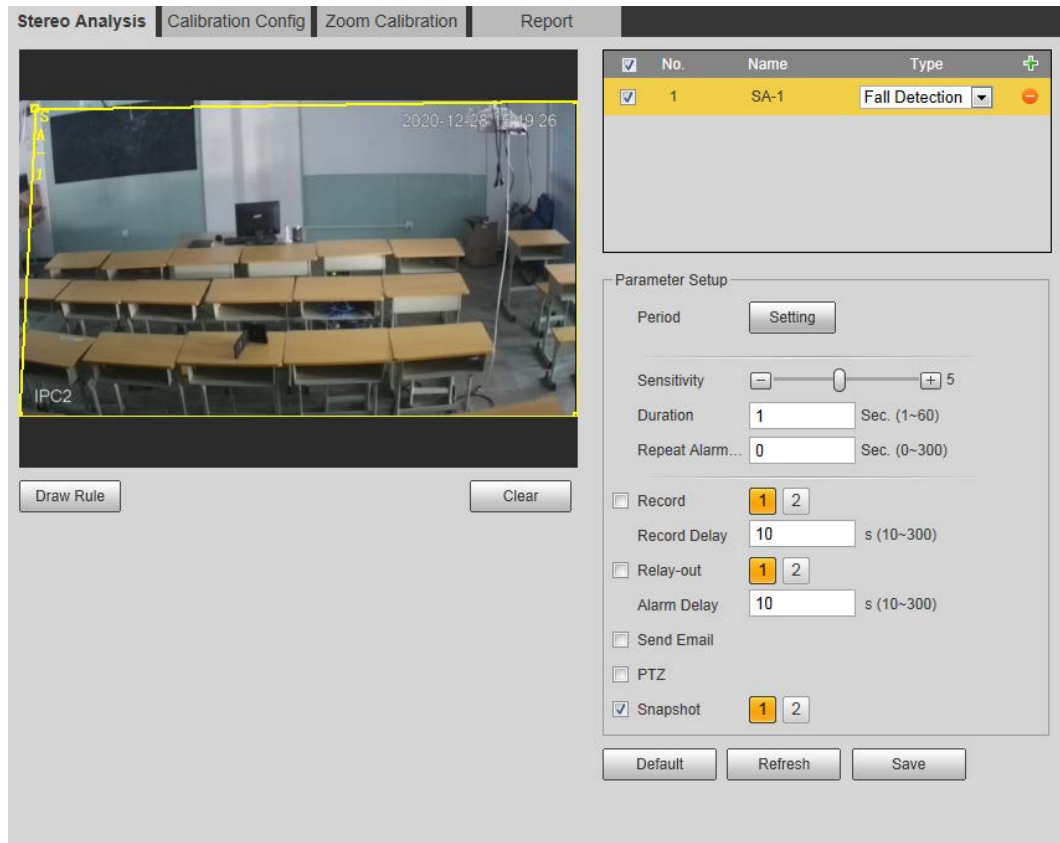 Stereo Analysis Calibration Config Zoom Calibration Report
No. Name Type
1 SA-1 Fall Detection
SA-1
2020-12-28
IPC2
Draw Rule Clear
Parameter Setup
Period Setting
Sensitivity 5
Duration 1 Sec. (1~60)
Repeat Alarm... 0 Sec. (0~300)
Record 1 2
Record Delay 10 s (10~300)
Relay-out 1 2
Alarm Delay 10 s (10~300)
Send Email
PTZ
Snapshot 1 2
Default Refresh Save